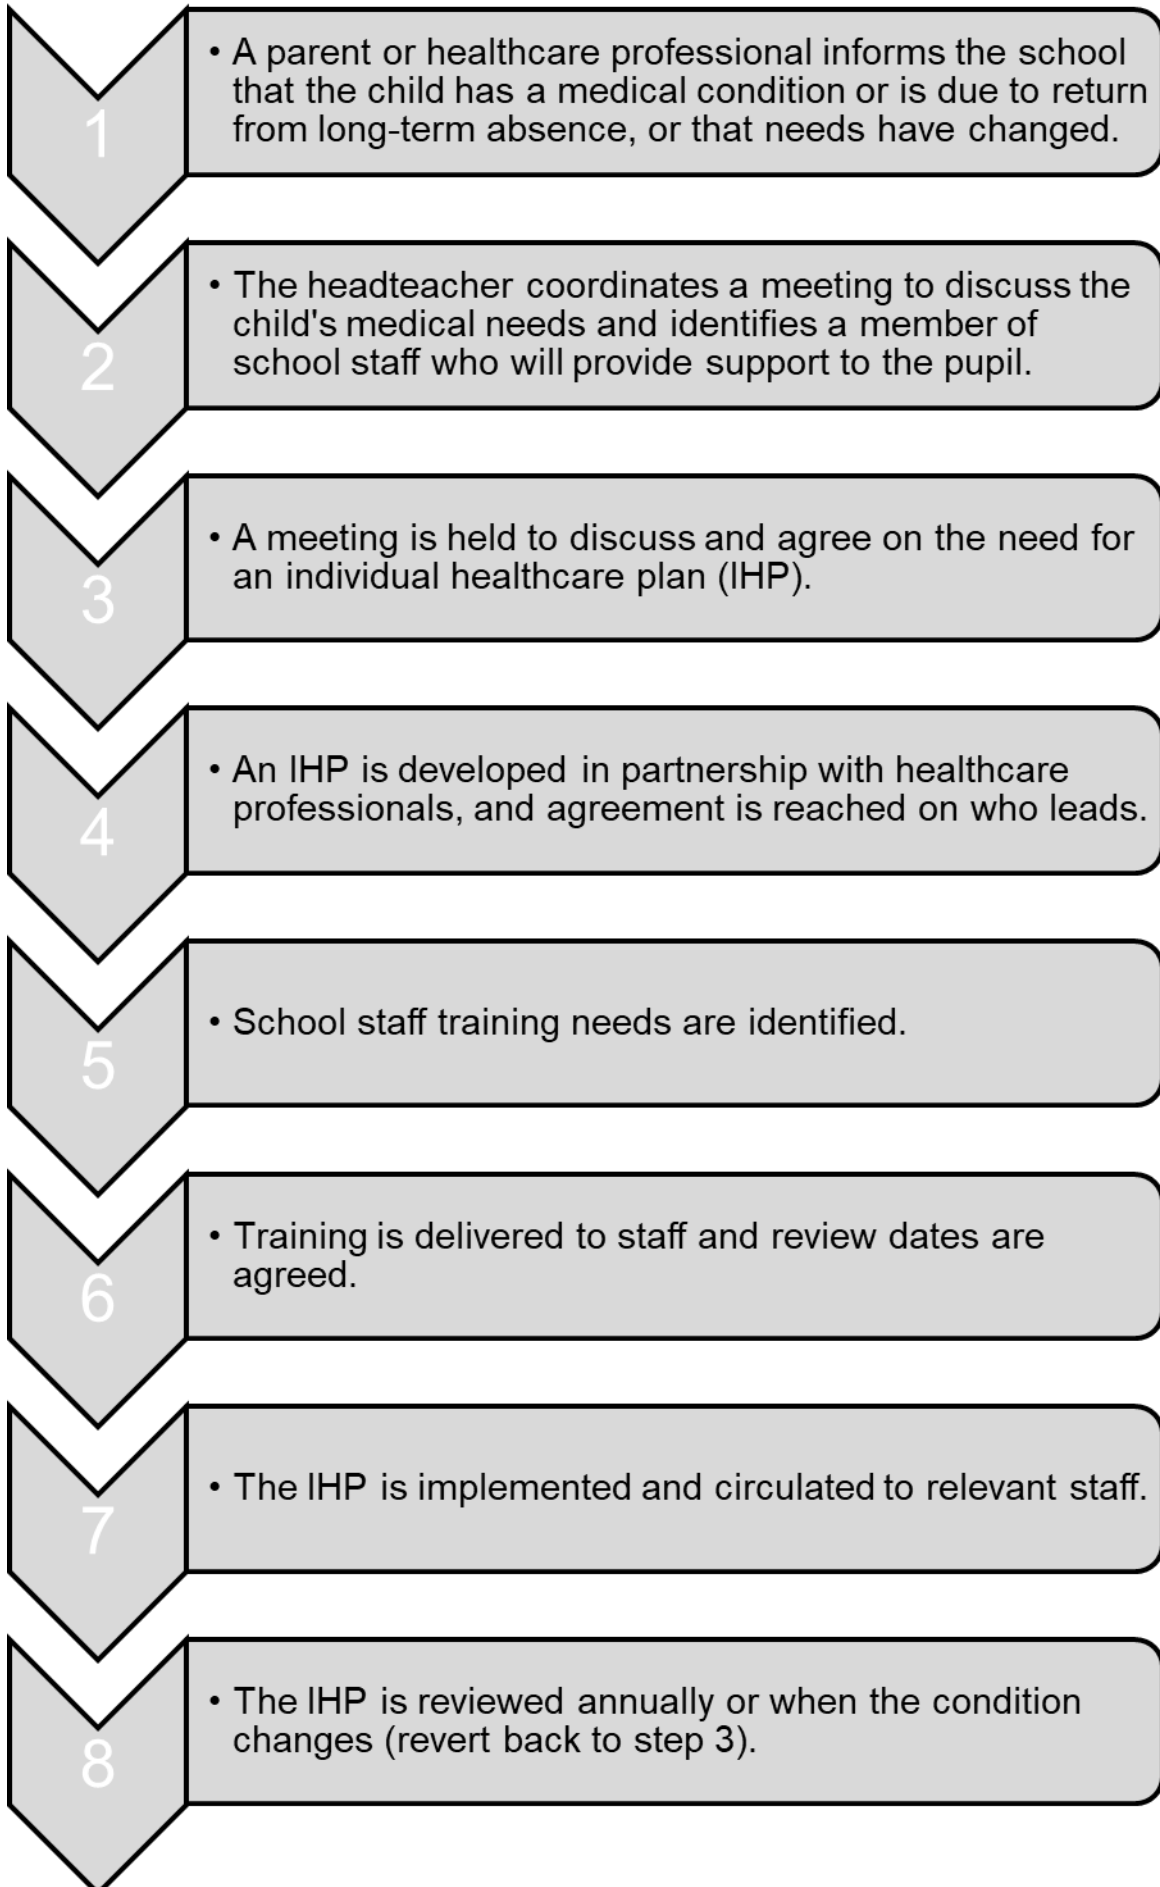 1
• A parent or healthcare professional informs the school
that the child has a medical condition or is due to return
from long-term absence, or that needs have changed.
2
• The headteacher coordinates a meeting to discuss the
child's medical needs and identifies a member of
school staff who will provide support to the pupil.
3
• A meeting is held to discuss and agree on the need for
an individual healthcare plan (IHP).
4
• An IHP is developed in partnership with healthcare
professionals, and agreement is reached on who leads.
5
• School staff training needs are identified.
6
• Training is delivered to staff and review dates are
agreed.
7
• The IHP is implemented and circulated to relevant staff.
8
• The IHP is reviewed annually or when the condition
changes (revert back to step 3).